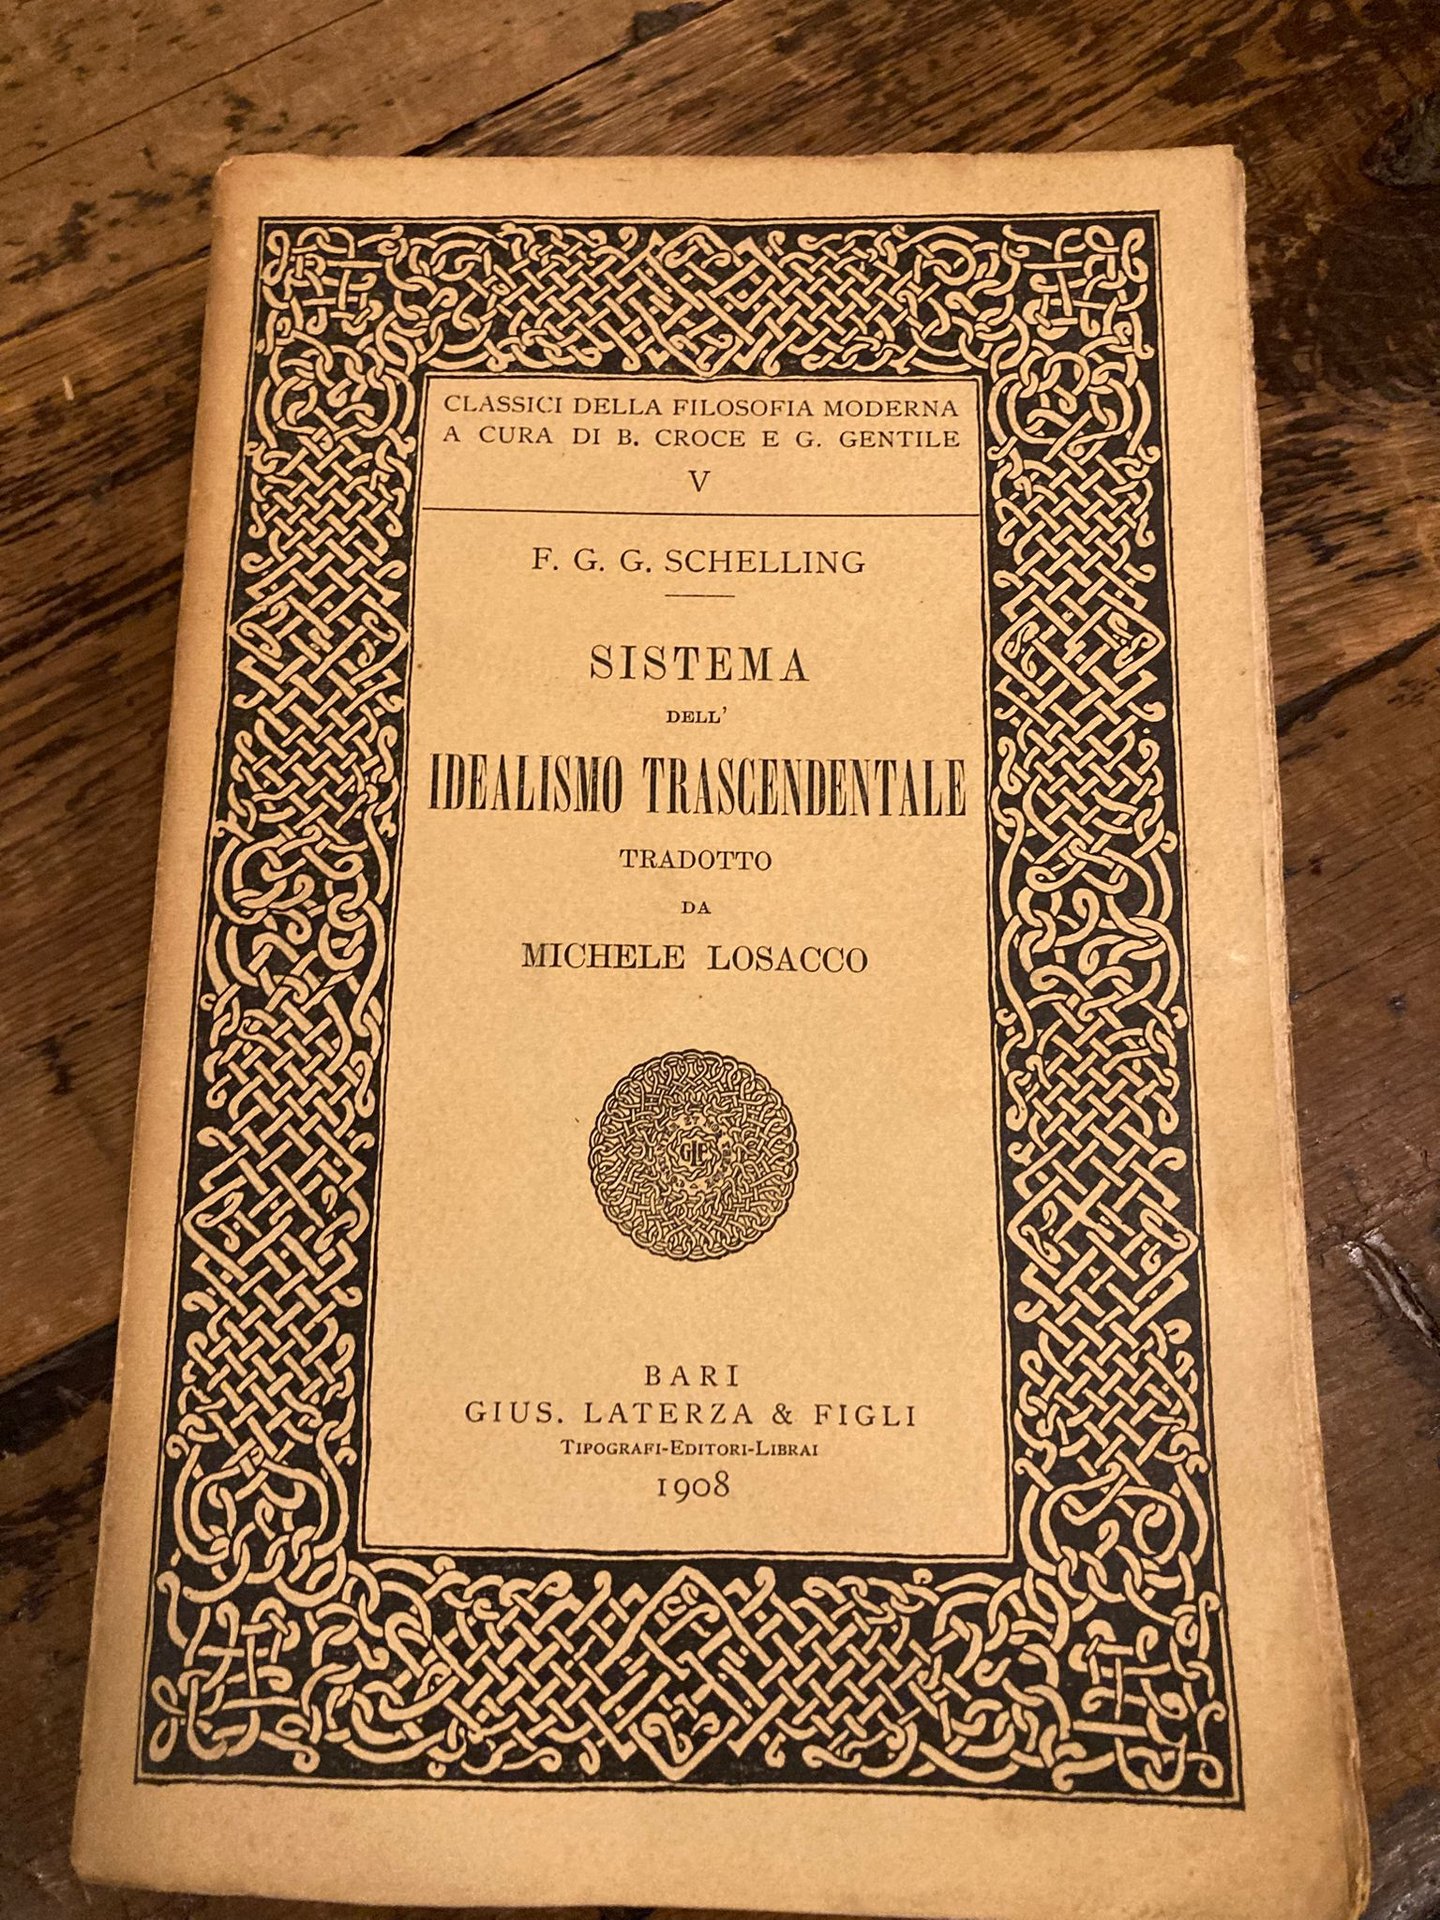 CLASSICI DELLA FILOSOFIA MODERNA
A CURA DI B. CROCE E G. GENTILE
V
F. G. G. SCHELLING
SISTEMA
DELL'
IDEALISMO TRASCENDENTALE
TRADOTTO
DA
MICHELE LOSACCO
BARI
GIUS. LATERZA & FIGLI
TIPOGRAFI-EDITORI-LIBRAI
1908